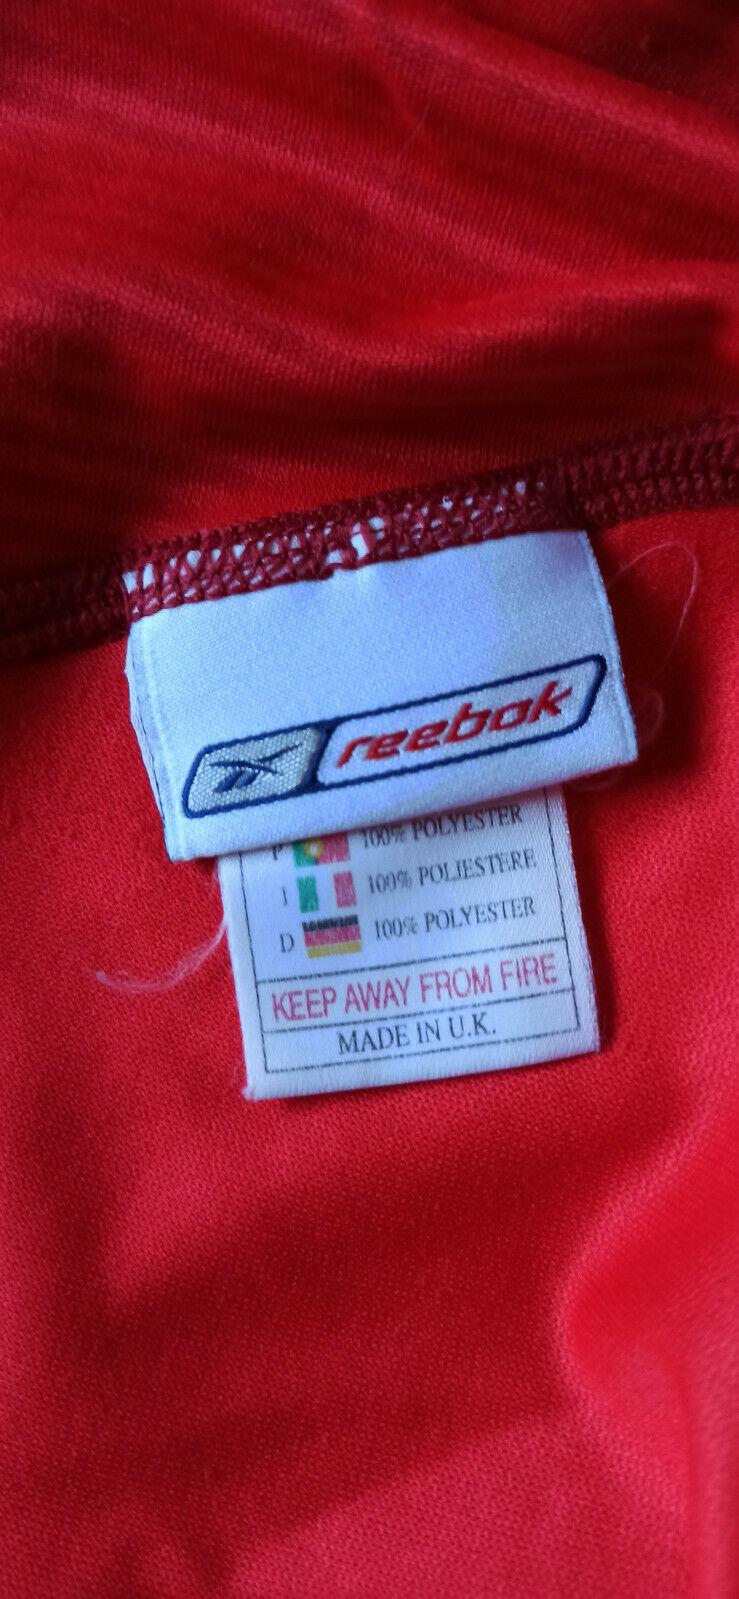 reebok
P 100% POLYESTER
I 100% POLIESTERE
D 100% POLYESTER
KEEP AWAY FROM FIRE
MADE IN U.K.